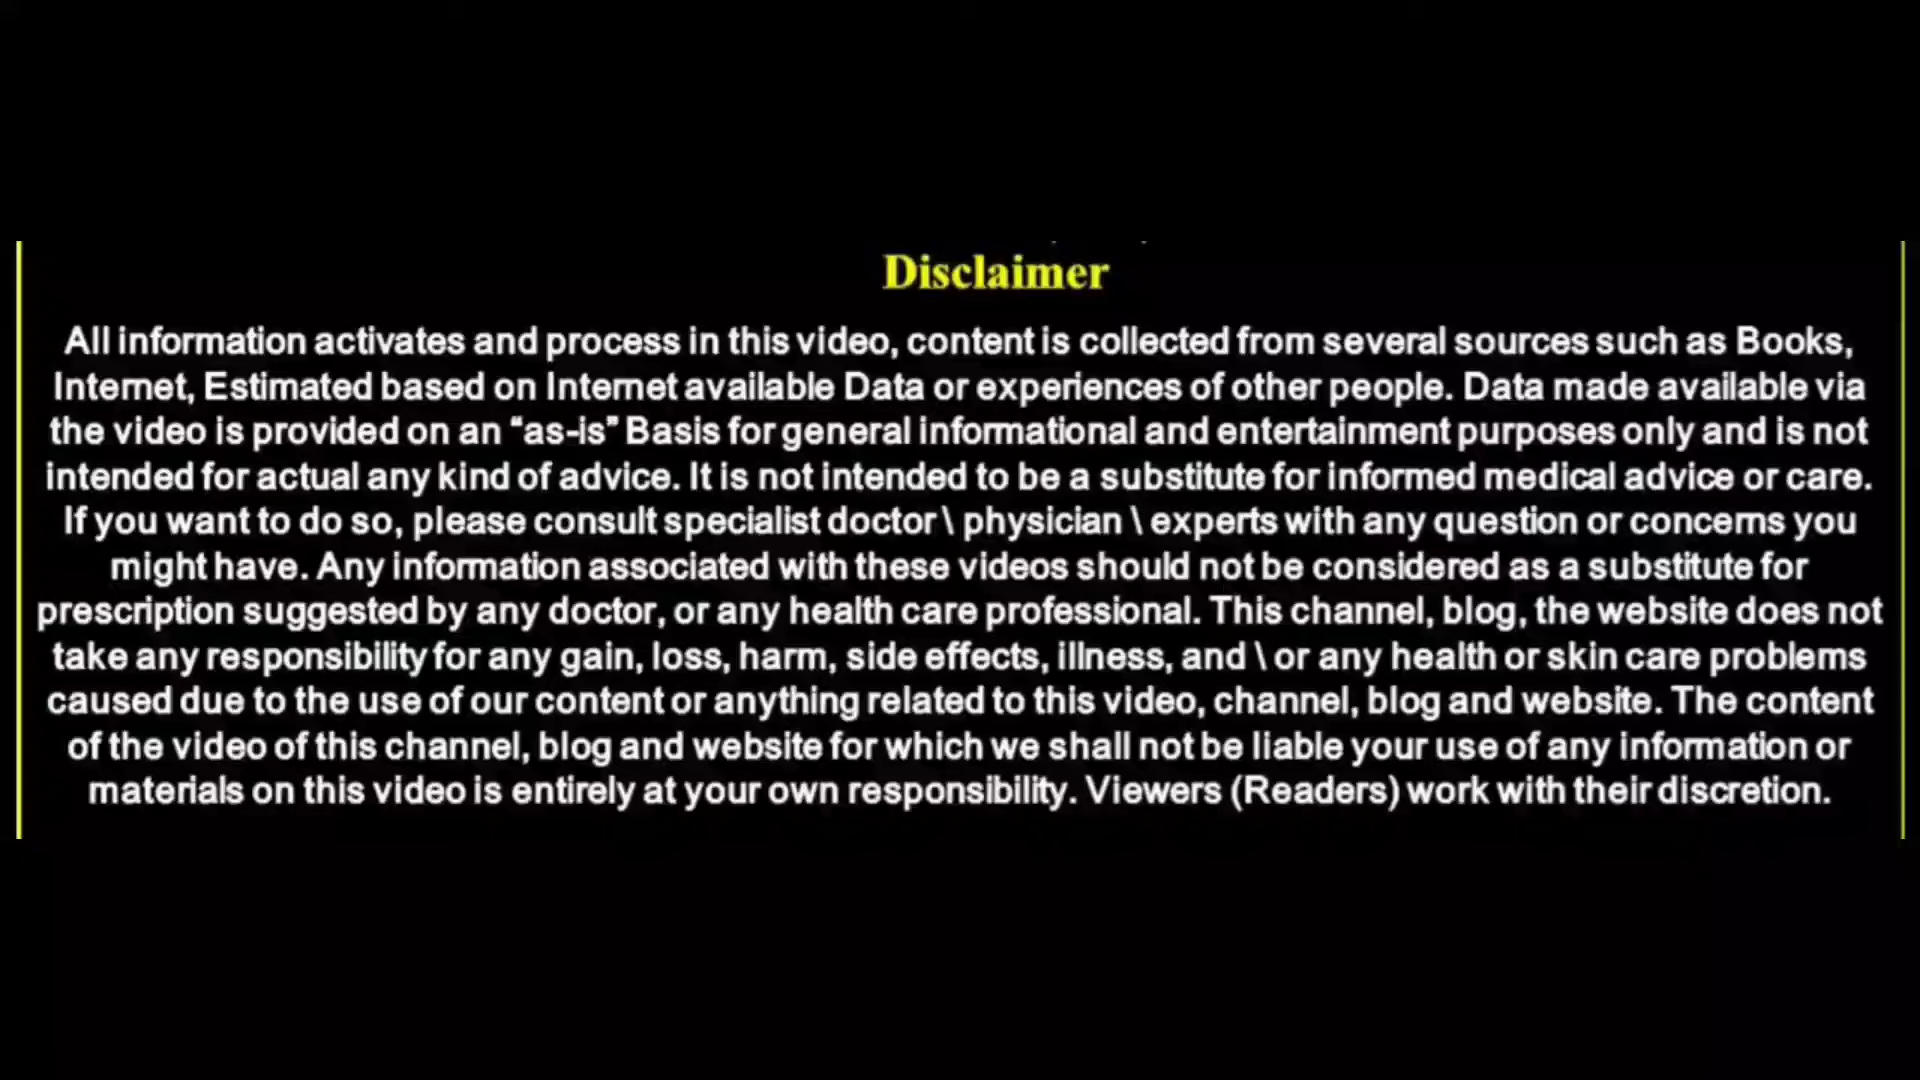 Disclaimer
All information activates and process in this video, content is collected from several sources such as Books,
Internet, Estimated based on Internet available Data or experiences of other people. Data made available via
the video is provided on an “as-is” Basis for general informational and entertainment purposes only and is not
intended for actual any kind of advice. It is not intended to be a substitute for informed medical advice or care.
If you want to do so, please consult specialist doctor \ physician \ experts with any question or concerns you
might have. Any information associated with these videos should not be considered as a substitute for
prescription suggested by any doctor, or any health care professional. This channel, blog, the website does not
take any responsibility for any gain, loss, harm, side effects, illness, and \ or any health or skin care problems
caused due to the use of our content or anything related to this video, channel, blog and website. The content
of the video of this channel, blog and website for which we shall not be liable your use of any information or
materials on this video is entirely at your own responsibility. Viewers (Readers) work with their discretion.